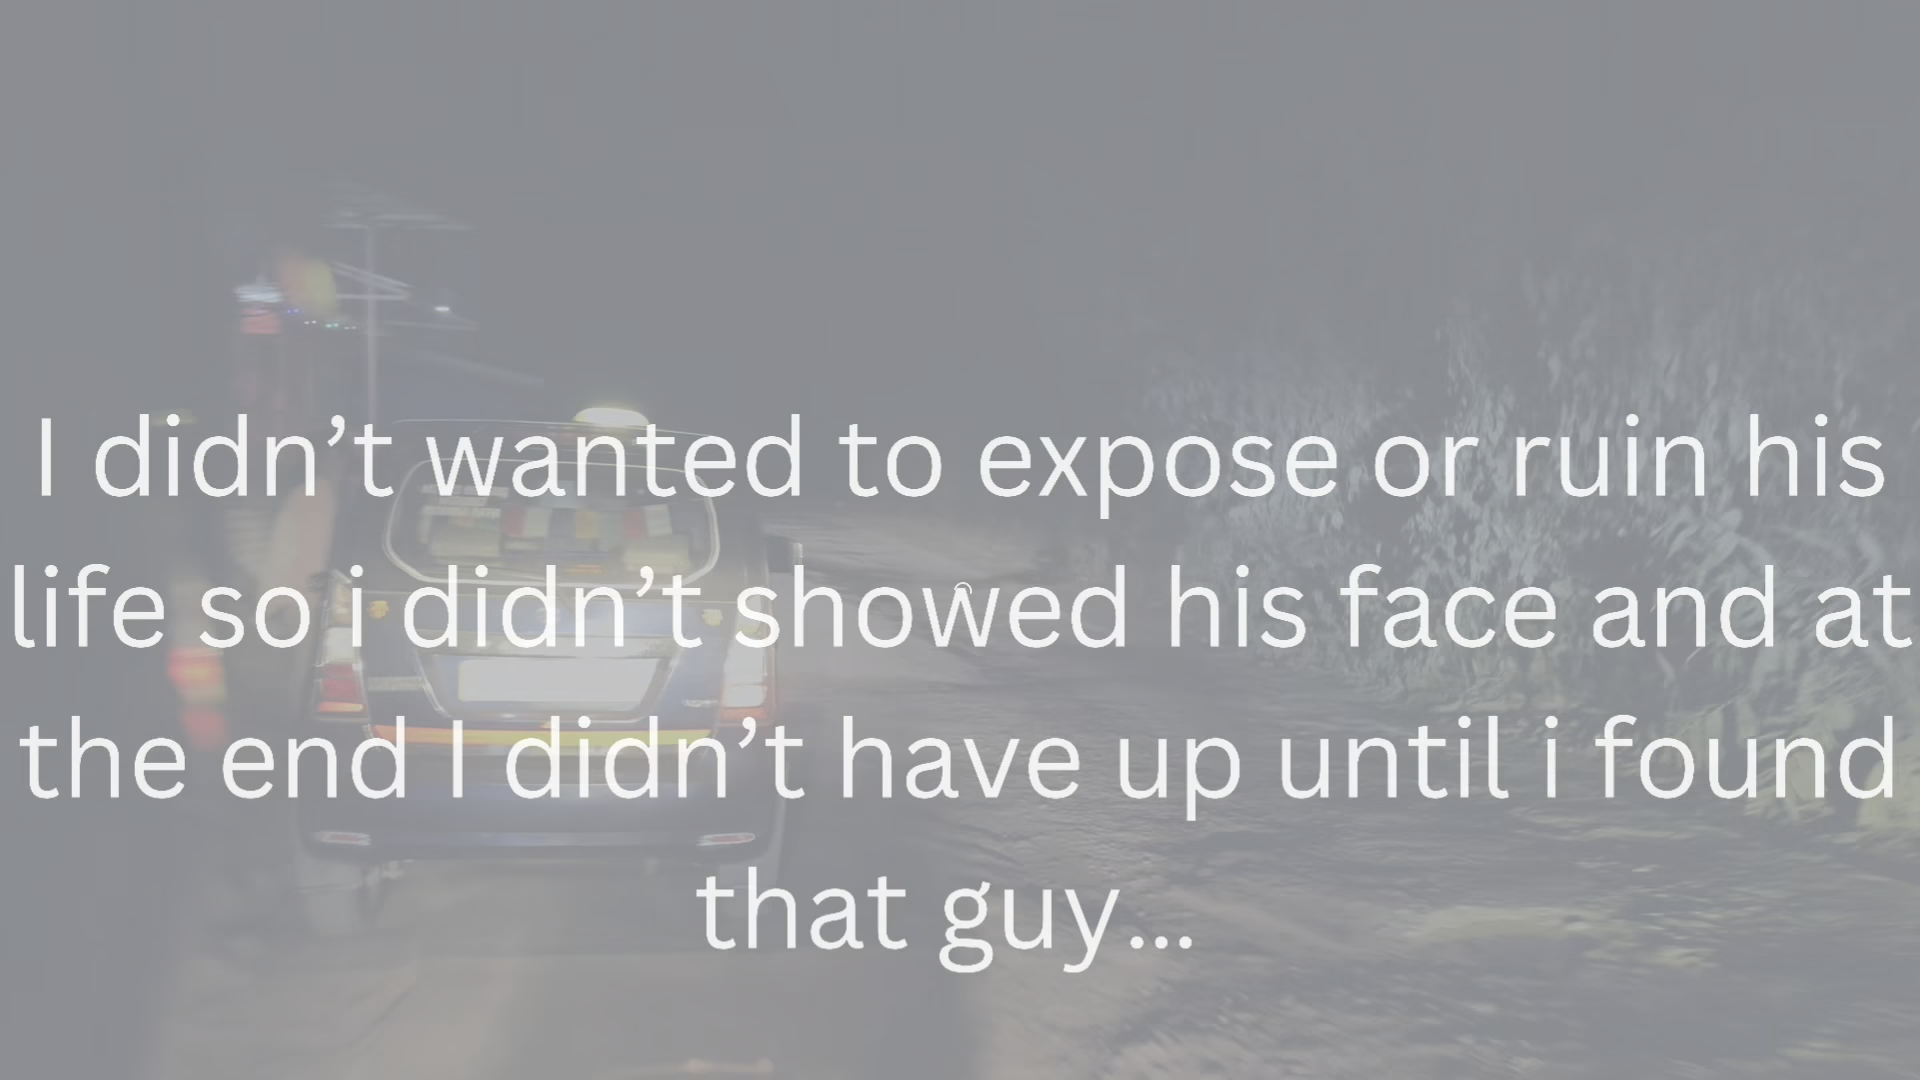 I didn’t wanted to expose or ruin his
life so i didn’t showed his face and at
the end I didn’t have up until i found
that guy...